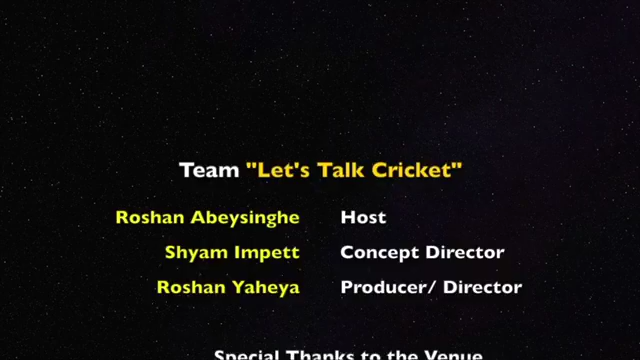 Team "Let's Talk Cricket"
Roshan Abeysinghe Host
Shyam Impett Concept Director
Roshan Yaheya Producer/ Director
Special Thanks to the Venue